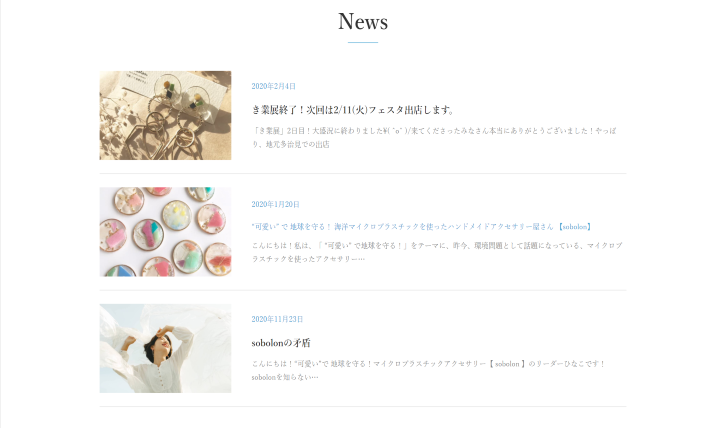 News
2020年2月4日
き業展終了！次回は2/11(火)フェスタ出店します。
「き業展」2日目！大盛況に終わりました\( ˆoˆ )/来てくださったみなさん本当にありがとうございました！やっぱ
り、地元多治見での出店
2020年1月20日
"可愛い" で 地球を守る！ 海洋マイクロプラスチックを使ったハンドメイドアクセサリー屋さん 【sobolon】
こんにちは！私は、「 "可愛い" で地球を守る！」をテーマに、昨今、環境問題として話題になっている、マイクロプ
ラスチックを使ったアクセサリー…
2020年11月23日
sobolonの矛盾
こんにちは！"可愛い"で 地球を守る！マイクロプラスチックアクセサリー【 sobolon 】のリーダーひなこです！
sobolonを知らない…